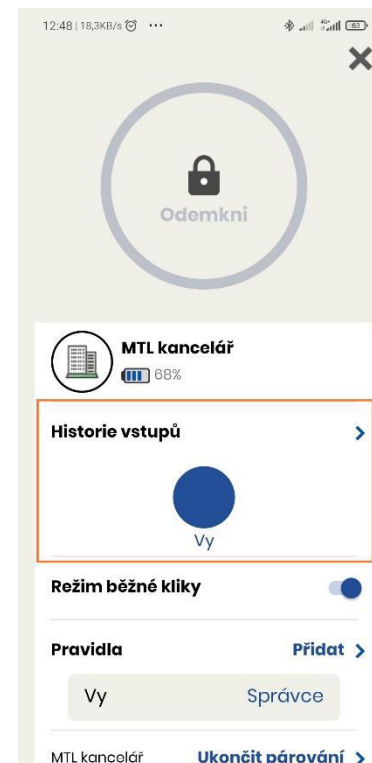 12:48 | 18,3KB/s ... 63
Odemkni
MTL kancelář
68%
Historie vstupů
Vy
Režim běžné kliky
Pravidla Přidat
Vy Správce
MTL kancelář Ukončit párování